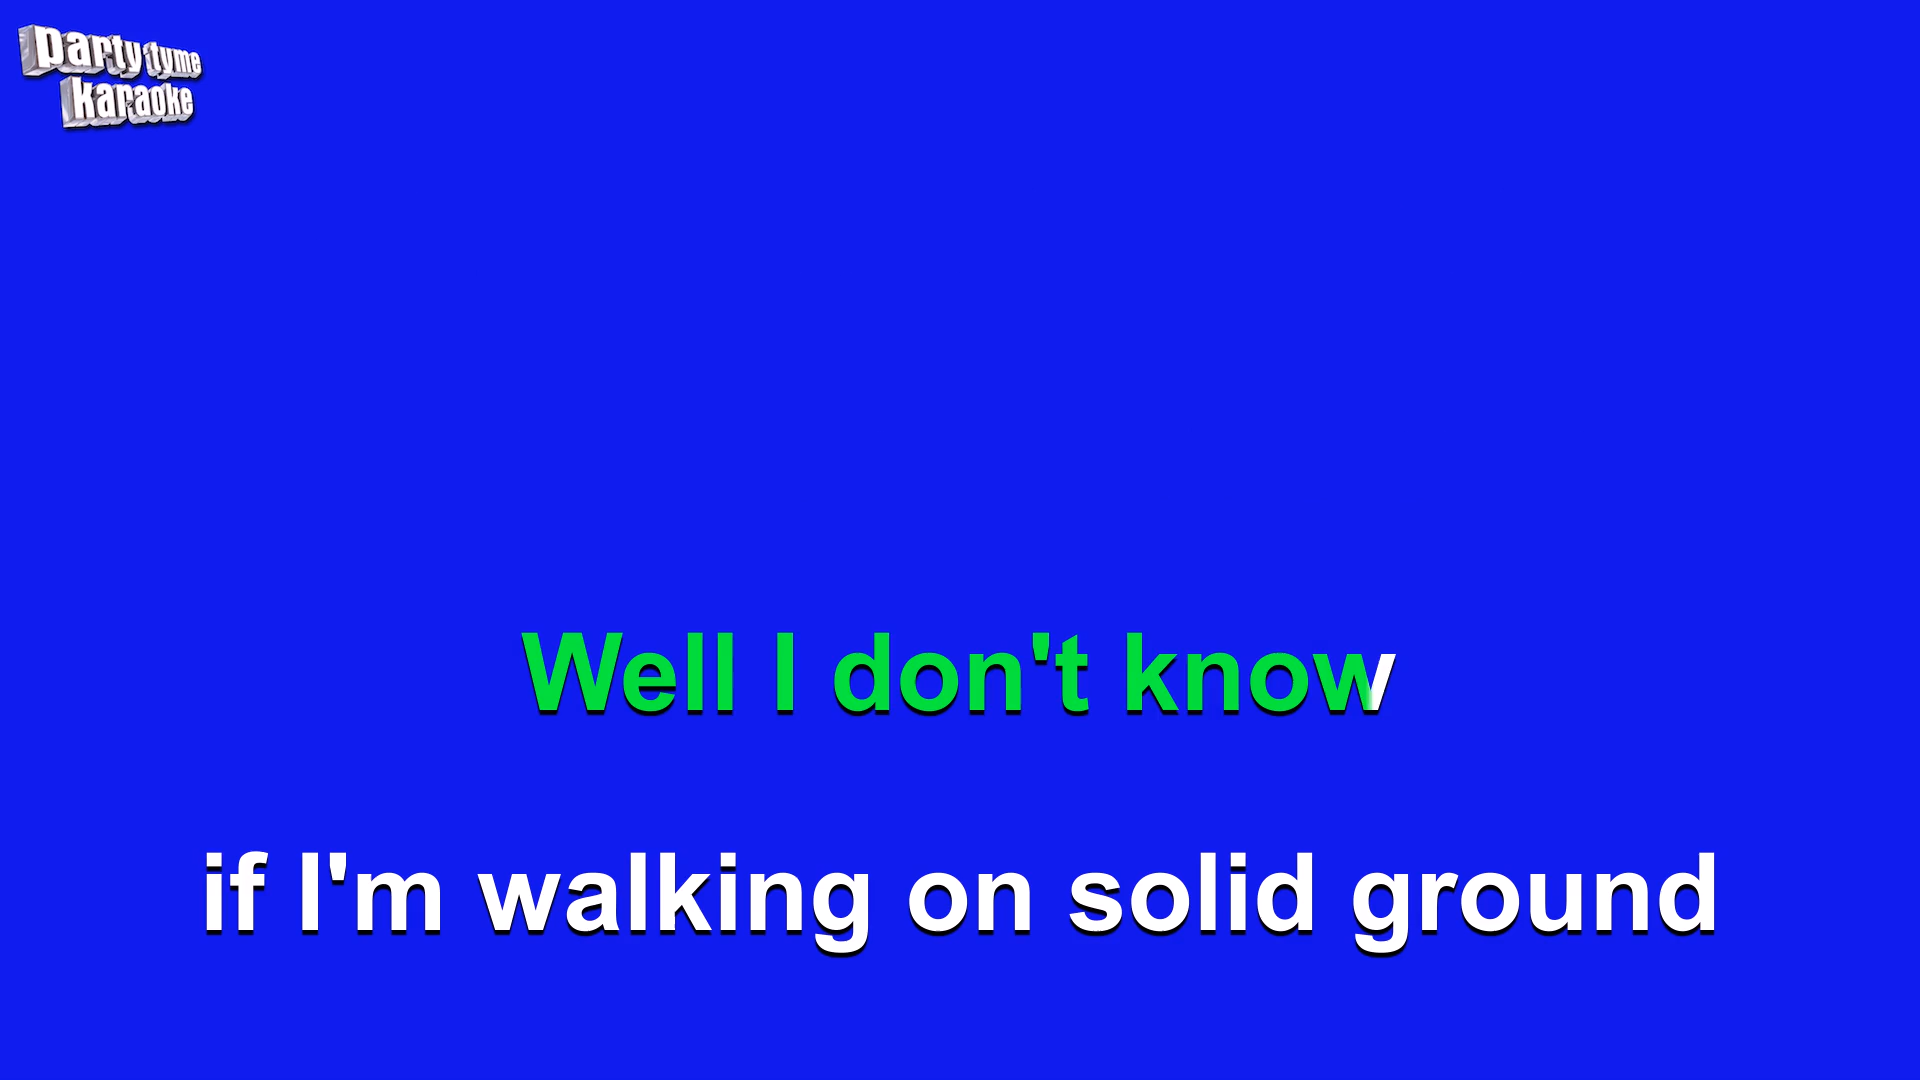 party tyme
karaoke
Well I don't know
if I'm walking on solid ground